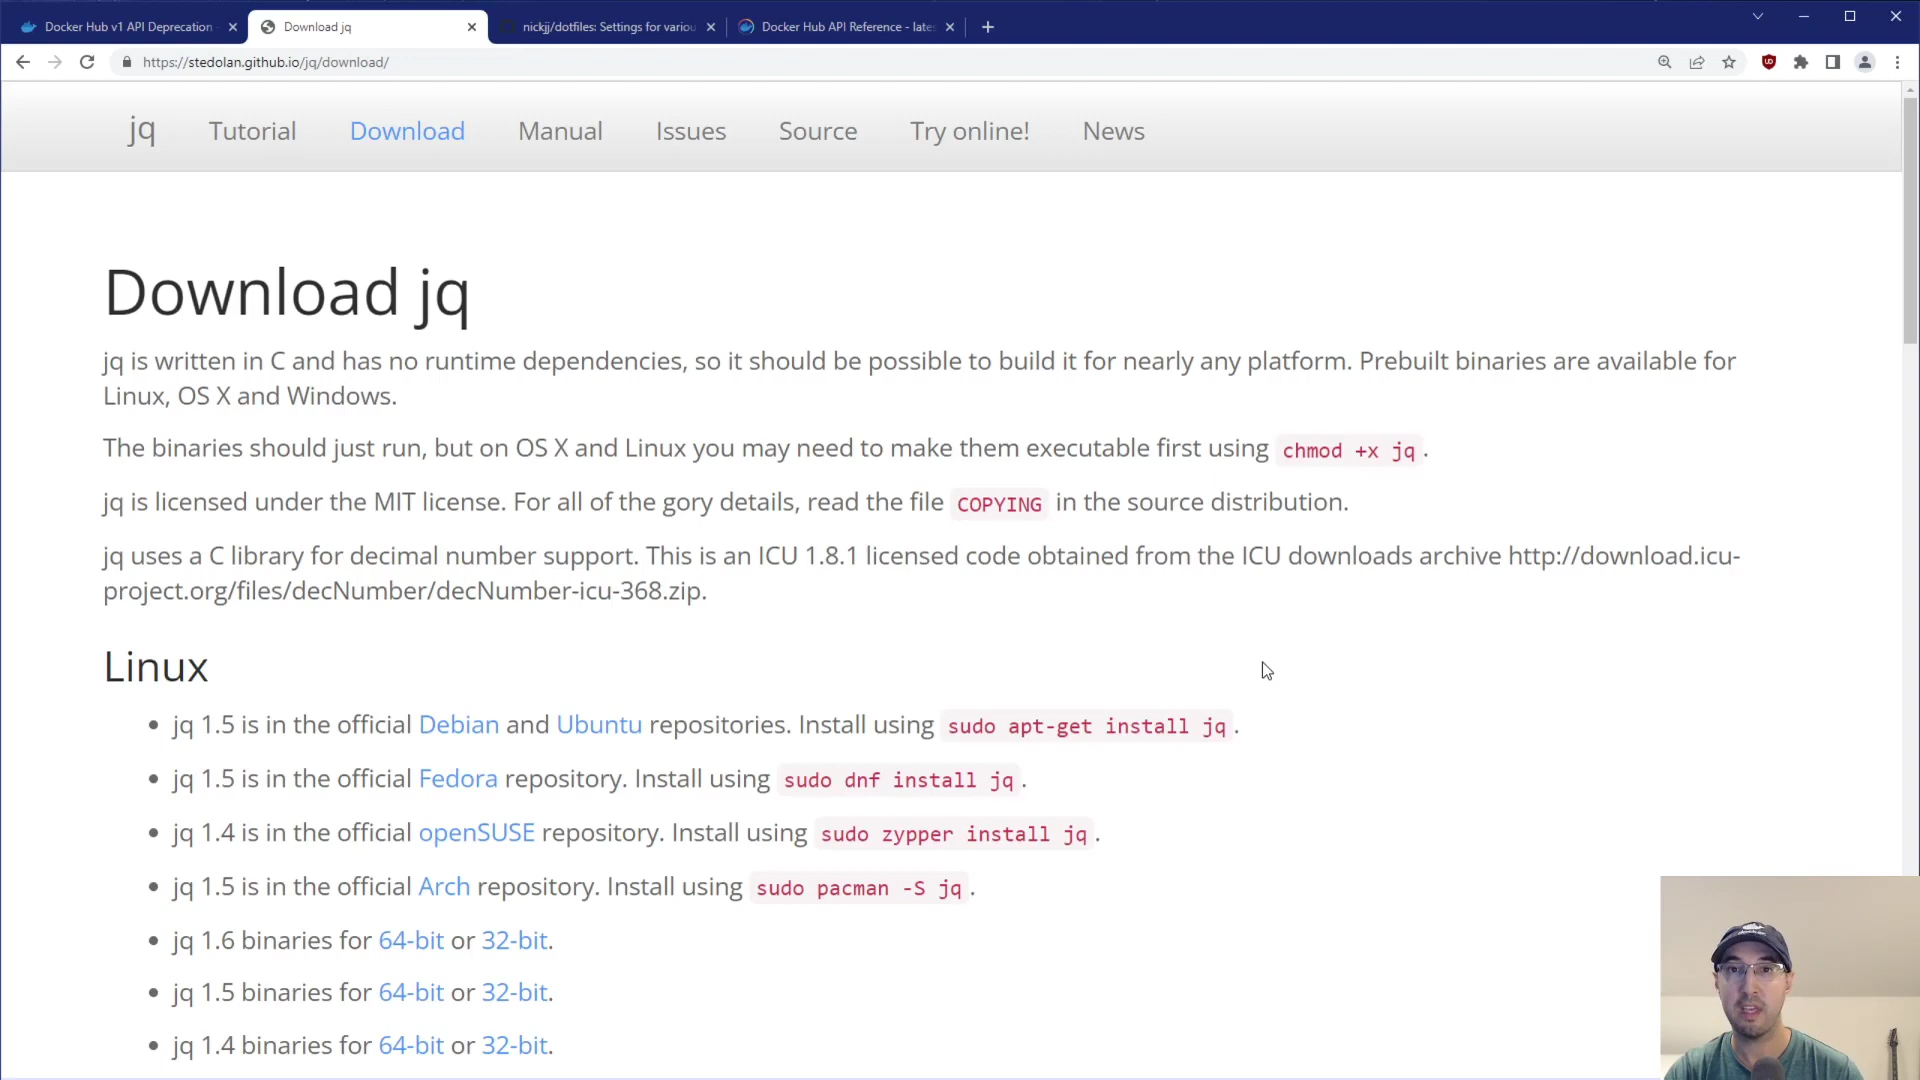 Docker Hub v1 API Deprecation
Download jq
nickjj/dotfiles: Settings for variou
Docker Hub API Reference - late
https://stedolan.github.io/jq/download/
jq Tutorial Download Manual Issues Source Try online! News
Download jq
jq is written in C and has no runtime dependencies, so it should be possible to build it for nearly any platform. Prebuilt binaries are available for
Linux, OS X and Windows.
The binaries should just run, but on OS X and Linux you may need to make them executable first using chmod +x jq.
jq is licensed under the MIT license. For all of the gory details, read the file COPYING in the source distribution.
jq uses a C library for decimal number support. This is an ICU 1.8.1 licensed code obtained from the ICU downloads archive http://download.icu-
project.org/files/decNumber/decNumber-icu-368.zip.
Linux
• jq 1.5 is in the official Debian and Ubuntu repositories. Install using sudo apt-get install jq.
• jq 1.5 is in the official Fedora repository. Install using sudo dnf install jq.
• jq 1.4 is in the official openSUSE repository. Install using sudo zypper install jq.
• jq 1.5 is in the official Arch repository. Install using sudo pacman -S jq.
• jq 1.6 binaries for 64-bit or 32-bit.
• jq 1.5 binaries for 64-bit or 32-bit.
• jq 1.4 binaries for 64-bit or 32-bit.